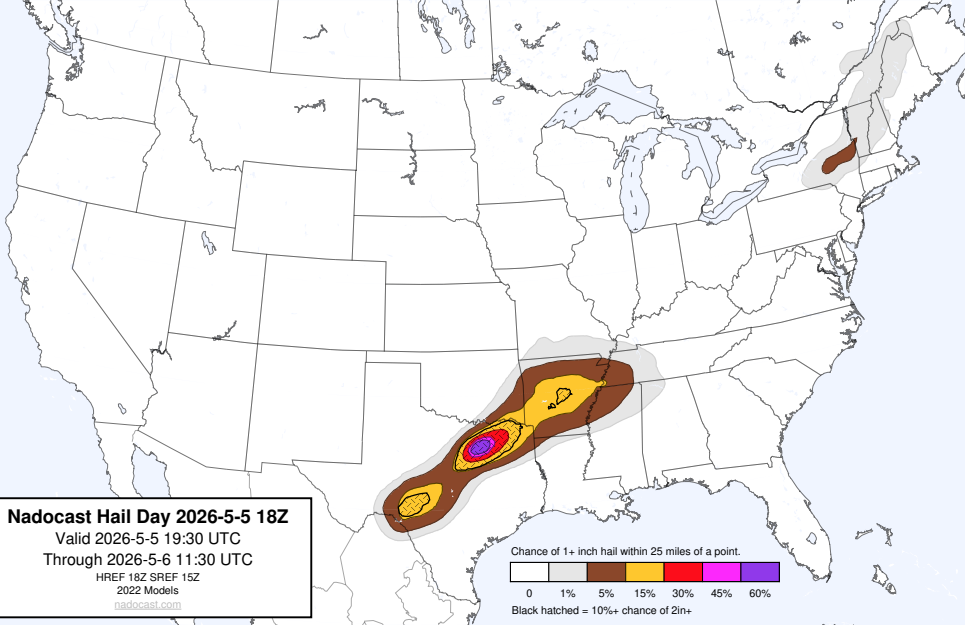 Nadocast Hail Day 2026-5-5 18Z
Valid 2026-5-5 19:30 UTC
Through 2026-5-6 11:30 UTC
HREF 18Z SREF 15Z
2022 Models
nadocast.com
Chance of 1+ inch hail within 25 miles of a point.
0 1% 5% 15% 30% 45% 60%
Black hatched = 10%+ chance of 2in+